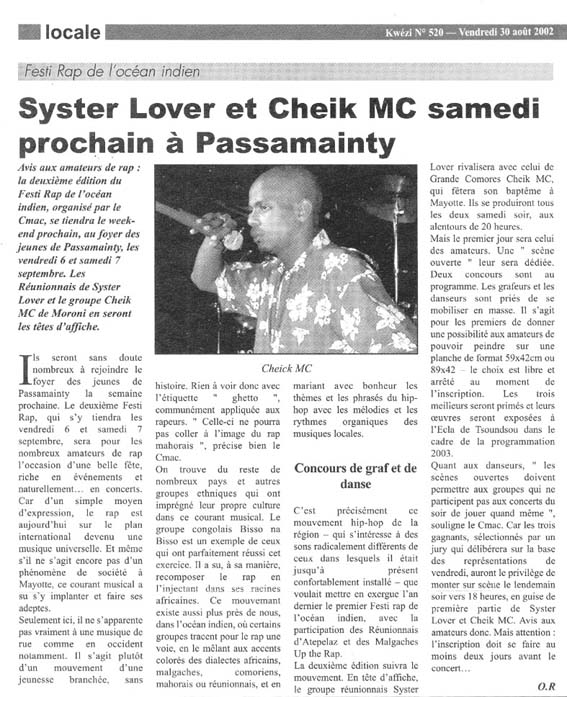 locale
Kwézi N° 520 — Vendredi 30 août 2002
Festi Rap de l'océan indien
Syster Lover et Cheik MC samedi
prochain à Passamainty
Avis aux amateurs de rap :
la deuxième édition du
Festi Rap de l'océan
indien, organisé par le
Cmac, se tiendra le week-
end prochain, au foyer des
jeunes de Passamainty, les
vendredi 6 et samedi 7
septembre. Les
Réunionnais de Syster
Lover et le groupe Cheik
MC de Moroni en seront
les têtes d'affiche.
Ils seront sans doute
nombreux à rejoindre le
foyer des jeunes de
Passamainty la semaine
prochaine. Le deuxième Festi
Rap, qui s'y tiendra les
vendredi 6 et samedi 7
septembre, sera pour les
nombreux amateurs de rap
l'occasion d'une belle fête,
riche en événements et
naturellement... en concerts.
Car d'un simple moyen
d'expression, le rap est
aujourd'hui sur le plan
international devenu une
musique universelle. Et même
s'il ne s'agit encore pas d'un
phénomène de société à
Mayotte, ce courant musical a
su s'y implanter et faire ses
adeptes.
Seulement ici, il ne s'apparente
pas vraiment à une musique de
rue comme en occident
notamment. Il s'agit plutôt
d'un mouvement d'une
jeunesse branchée, sans
Cheick MC
histoire. Rien à voir donc avec
l'étiquette " ghetto ",
communément appliquée aux
rapeurs. " Celle-ci ne pourra
pas coller à l'image du rap
mahorais ", précise bien le
Cmac.
On trouve du reste de
nombreux pays et autres
groupes ethniques qui ont
imprégné leur propre culture
dans ce courant musical. Le
groupe congolais Bisso na
Bisso est un exemple de ceux
qui ont parfaitement réussi cet
exercice. Il a su, à sa manière,
recomposer le rap en
l'injectant dans ses racines
africaines. Ce mouvement
existe aussi plus près de nous,
dans l'océan indien, où certains
groupes tracent pour le rap une
voie, en le mêlant aux accents
colorés des dialectes africains,
malgaches, comoriens,
mahorais ou réunionnais, et en
mariant avec bonheur les
thèmes et les phrasés du hip-
hop avec les mélodies et les
rythmes organiques des
musiques locales.
Concours de graf et de
danse
C'est précisément ce
mouvement hip-hop de la
région – qui s'intéresse à des
sons radicalement différents de
ceux dans lesquels il était
jusqu'à présent
confortablement installé – que
voulait mettre en exergue l'an
dernier le premier Festi rap de
l'océan indien, avec la
participation des Réunionnais
d'Atepelaz et des Malgaches
Up the Rap.
La deuxième édition suivra le
mouvement. En tête d'affiche,
le groupe réunionnais Syster
Lover rivalisera avec celui de
Grande Comores Cheik MC,
qui fêtera son baptême à
Mayotte. Ils se produiront tous
les deux samedi soir, aux
alentours de 20 heures.
Mais le premier jour sera celui
des amateurs. Une " scène
ouverte " leur sera dédiée.
Deux concours sont au
programme. Les grafeurs et les
danseurs sont priés de se
mobiliser en masse. Il s'agit
pour les premiers de donner
une possibilité aux amateurs de
pouvoir peindre sur une
planche de format 59x42cm ou
89x42 – le choix est libre et
arrêté au moment de
l'inscription. Les trois
meilleurs seront primés et leurs
œuvres seront exposées à
l'Ecla de Tsoundsou dans le
cadre de la programmation
2003.
Quant aux danseurs, " les
scènes ouvertes doivent
permettre aux groupes qui ne
participent pas aux concerts du
soir de jouer quand même ",
souligne le Cmac. Car les trois
gagnants, sélectionnés par un
jury qui délibérera sur la base
des représentations de
vendredi, auront le privilège de
monter sur scène le lendemain
soir vers 18 heures, en guise de
première partie de Syster
Lover et Cheik MC. Avis aux
amateurs donc. Mais attention :
l'inscription doit se faire au
moins deux jours avant le
concert…
O.R